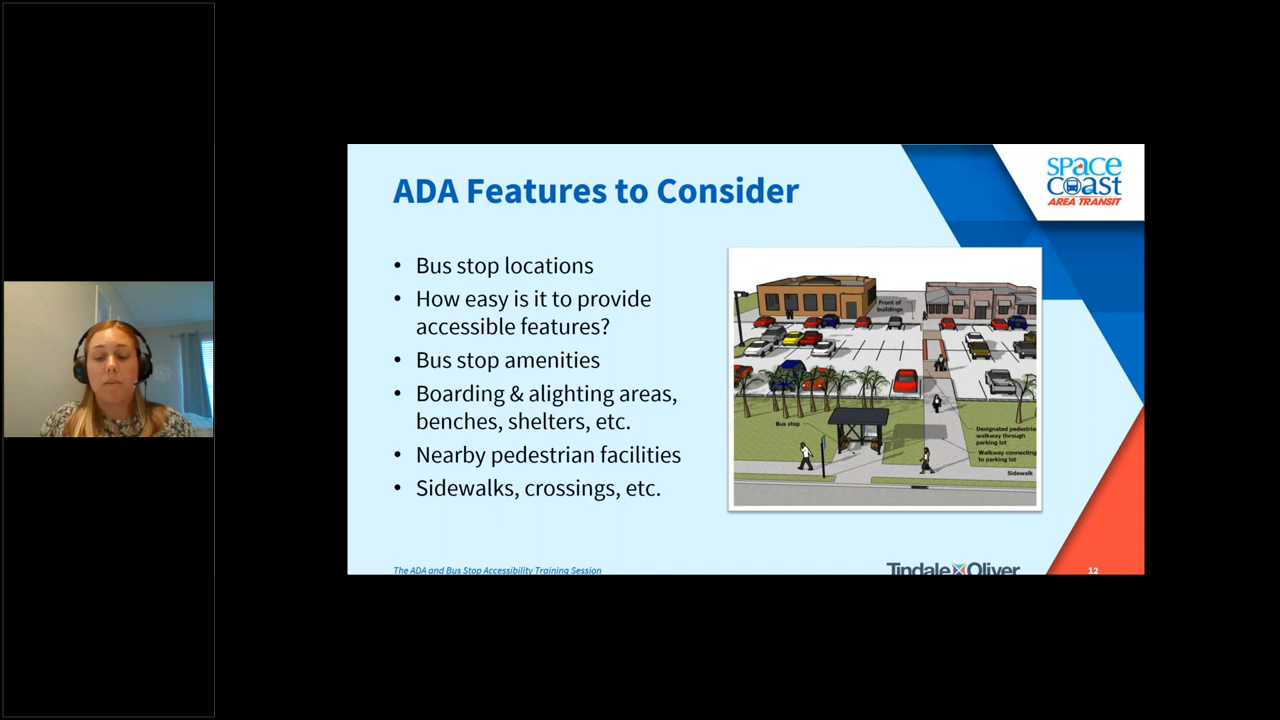 ADA Features to Consider
space
coast
AREA TRANSIT
• Bus stop locations
• How easy is it to provide
accessible features?
• Bus stop amenities
• Boarding & alighting areas,
benches, shelters, etc.
• Nearby pedestrian facilities
• Sidewalks, crossings, etc.
Front of
buildings
Bus stop
Designated pedestria
walkway through
parking lot
Walkway connecting
to parking lot
Sidewalk
The ADA and Bus Stop Accessibility Training Session
Tindale Oliver
12